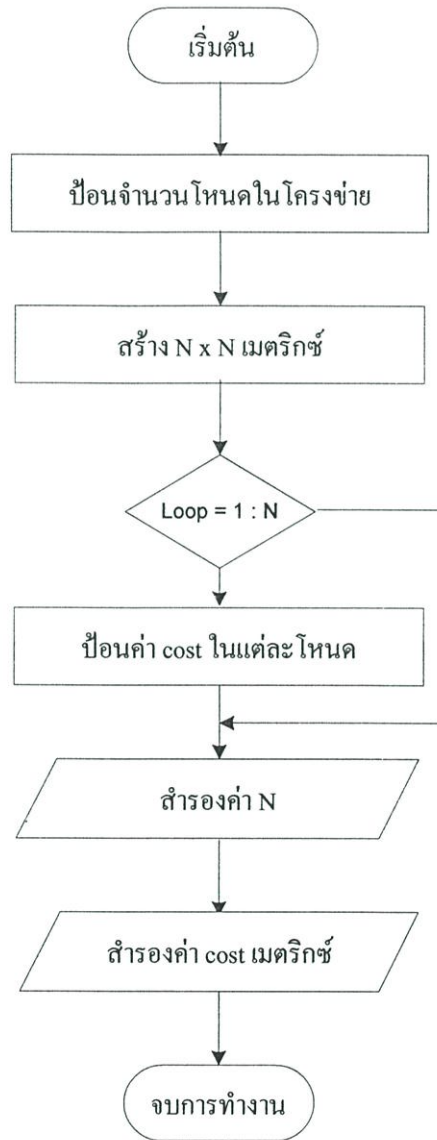 เริ่มต้น
ป้อนจำนวนโหนดในโครงข่าย
สร้าง N x N เมตริกซ์
Loop = 1 : N
ป้อนค่า cost ในแต่ละโหนด
สำรองค่า N
สำรองค่า cost เมตริกซ์
จบการทำงาน